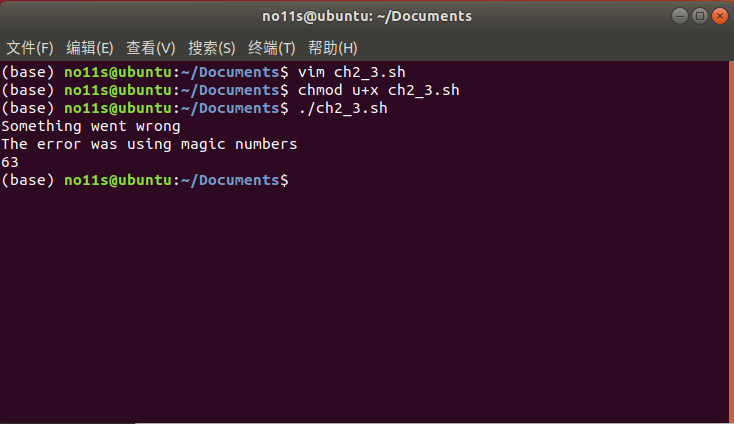 no11s@ubuntu: ~/Documents
文件(F) 编辑(E) 查看(V) 搜索(S) 终端(T) 帮助(H)
(base) no11s@ubuntu:~/Documents$ vim ch2_3.sh
(base) no11s@ubuntu:~/Documents$ chmod u+x ch2_3.sh
(base) no11s@ubuntu:~/Documents$ ./ch2_3.sh
Something went wrong
The error was using magic numbers
63
(base) no11s@ubuntu:~/Documents$